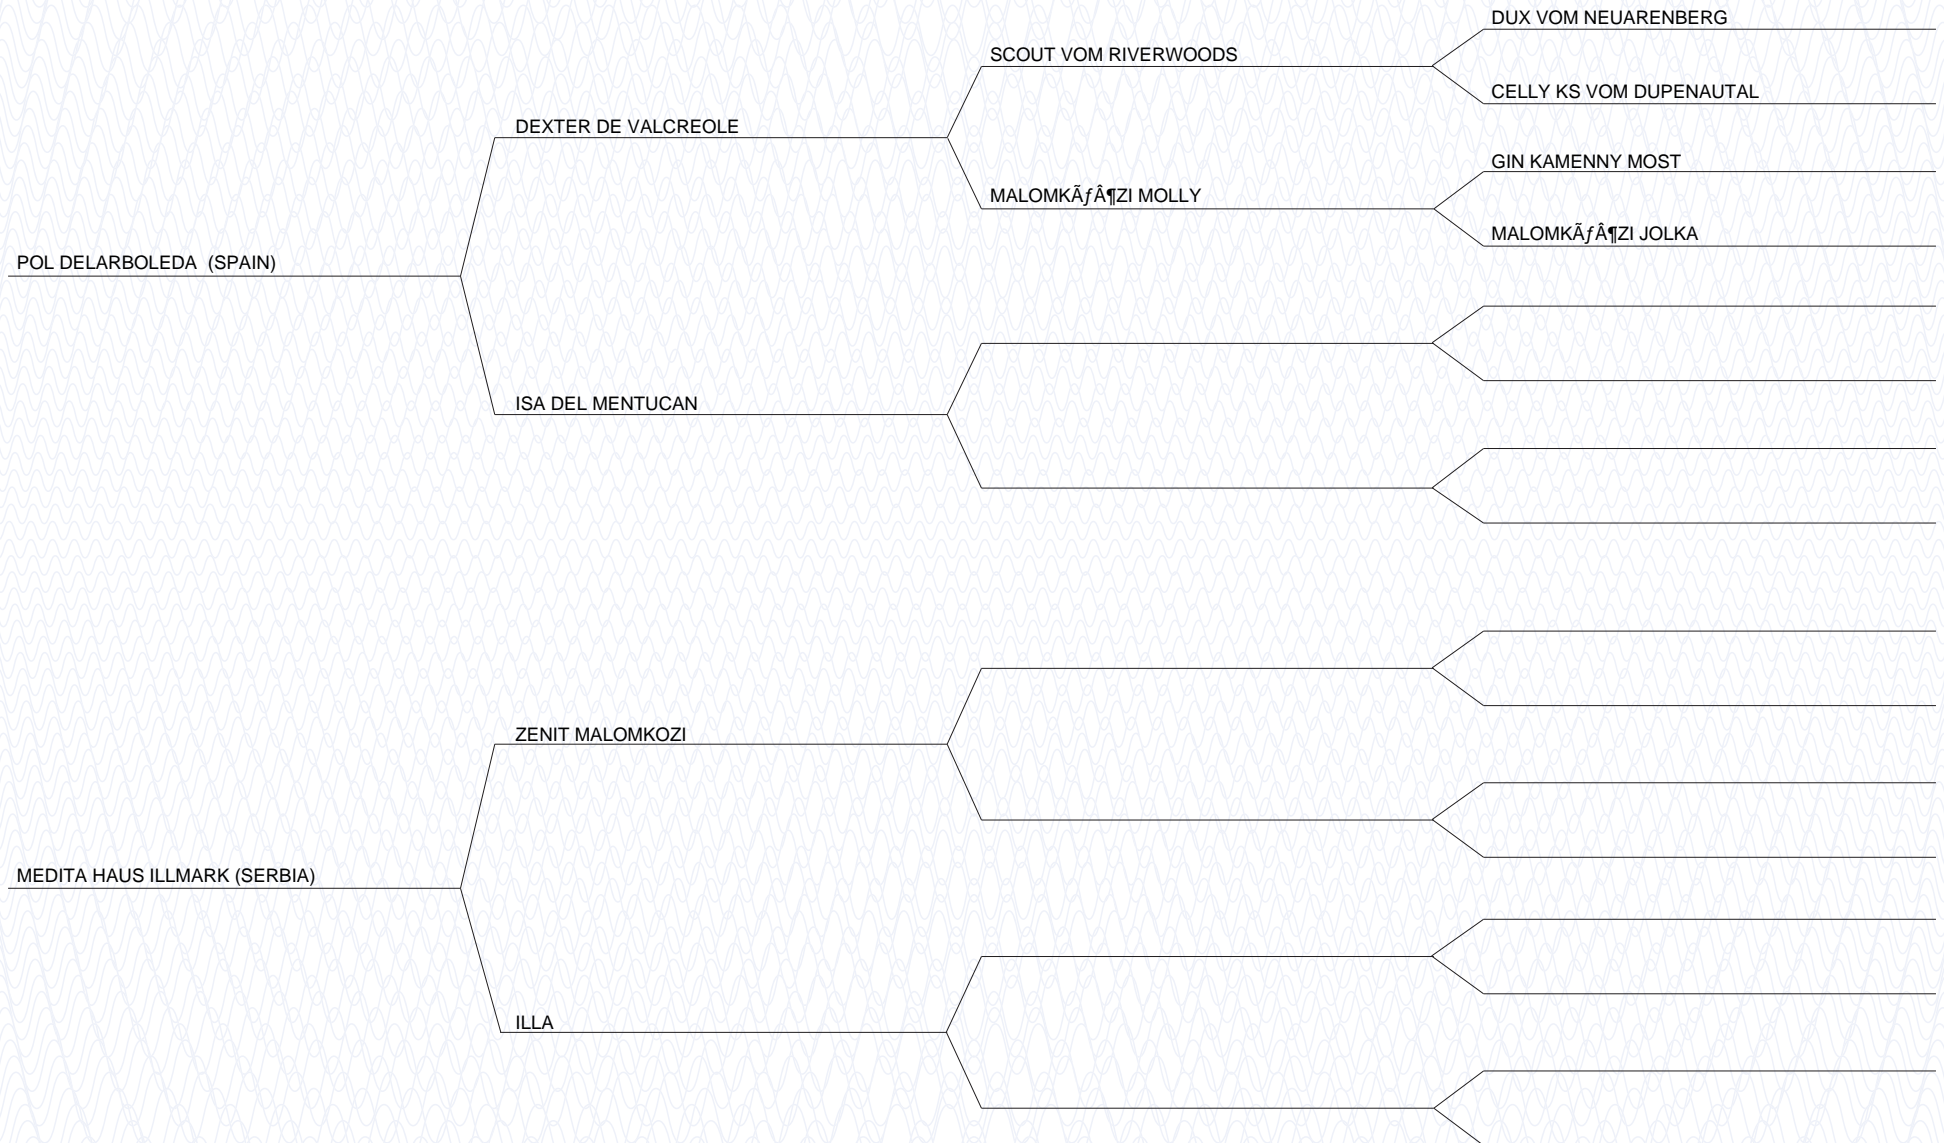 DUX VOM NEUARENBERG
SCOUT VOM RIVERWOODS
CELLY KS VOM DUPENAUTAL
DEXTER DE VALCREOLE
GIN KAMENNY MOST
MALOMKÃƒÂ¶ZI MOLLY
MALOMKÃƒÂ¶ZI JOLKA
POL DELARBOLEDA  (SPAIN)
ISA DEL MENTUCAN
ZENIT MALOMKOZI
MEDITA HAUS ILLMARK (SERBIA)
ILLA